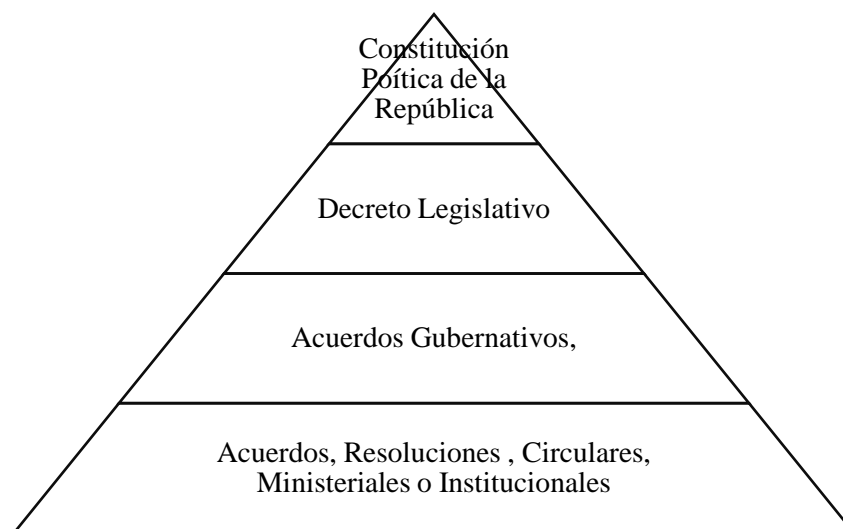 Constitución
Poítica de la
República
Decreto Legislativo
Acuerdos Gubernativos,
Acuerdos, Resoluciones , Circulares,
Ministeriales o Institucionales